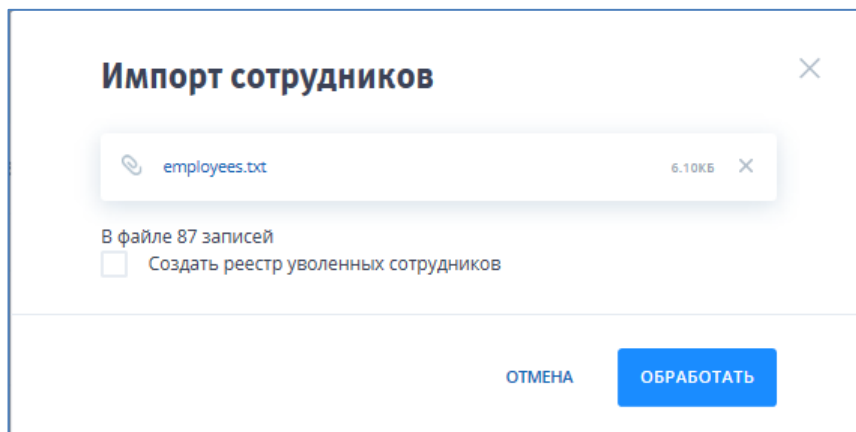 Импорт сотрудников
employees.txt 6.10КБ
В файле 87 записей
Создать реестр уволенных сотрудников
ОТМЕНА ОБРАБОТАТЬ